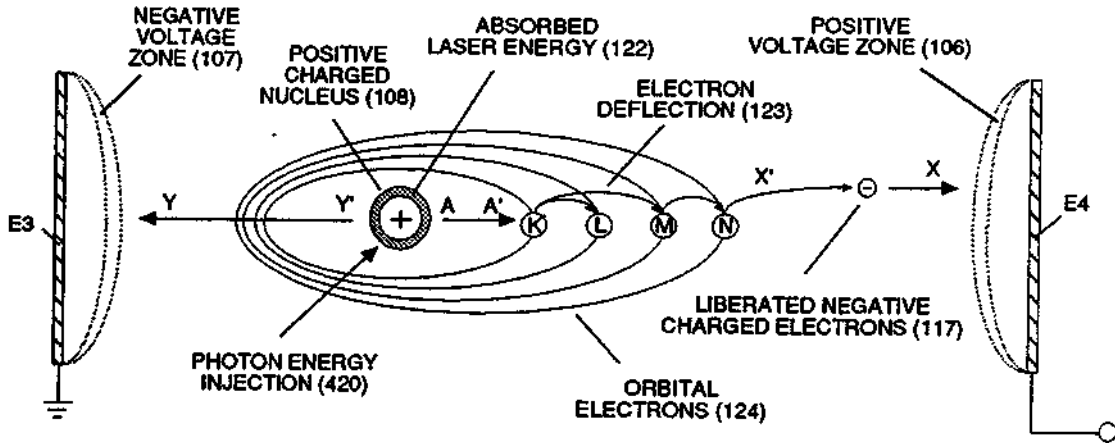 NEGATIVE
VOLTAGE
ZONE (107)
POSITIVE
CHARGED
NUCLEUS (108)
ABSORBED
LASER ENERGY (122)
ELECTRON
DEFLECTION (123)
POSITIVE
VOLTAGE ZONE (106)
E3
Y
Y'
+
A
A'
K
L
M
N
X'
−
X
E4
PHOTON ENERGY
INJECTION (420)
ORBITAL
ELECTRONS (124)
LIBERATED NEGATIVE
CHARGED ELECTRONS (117)